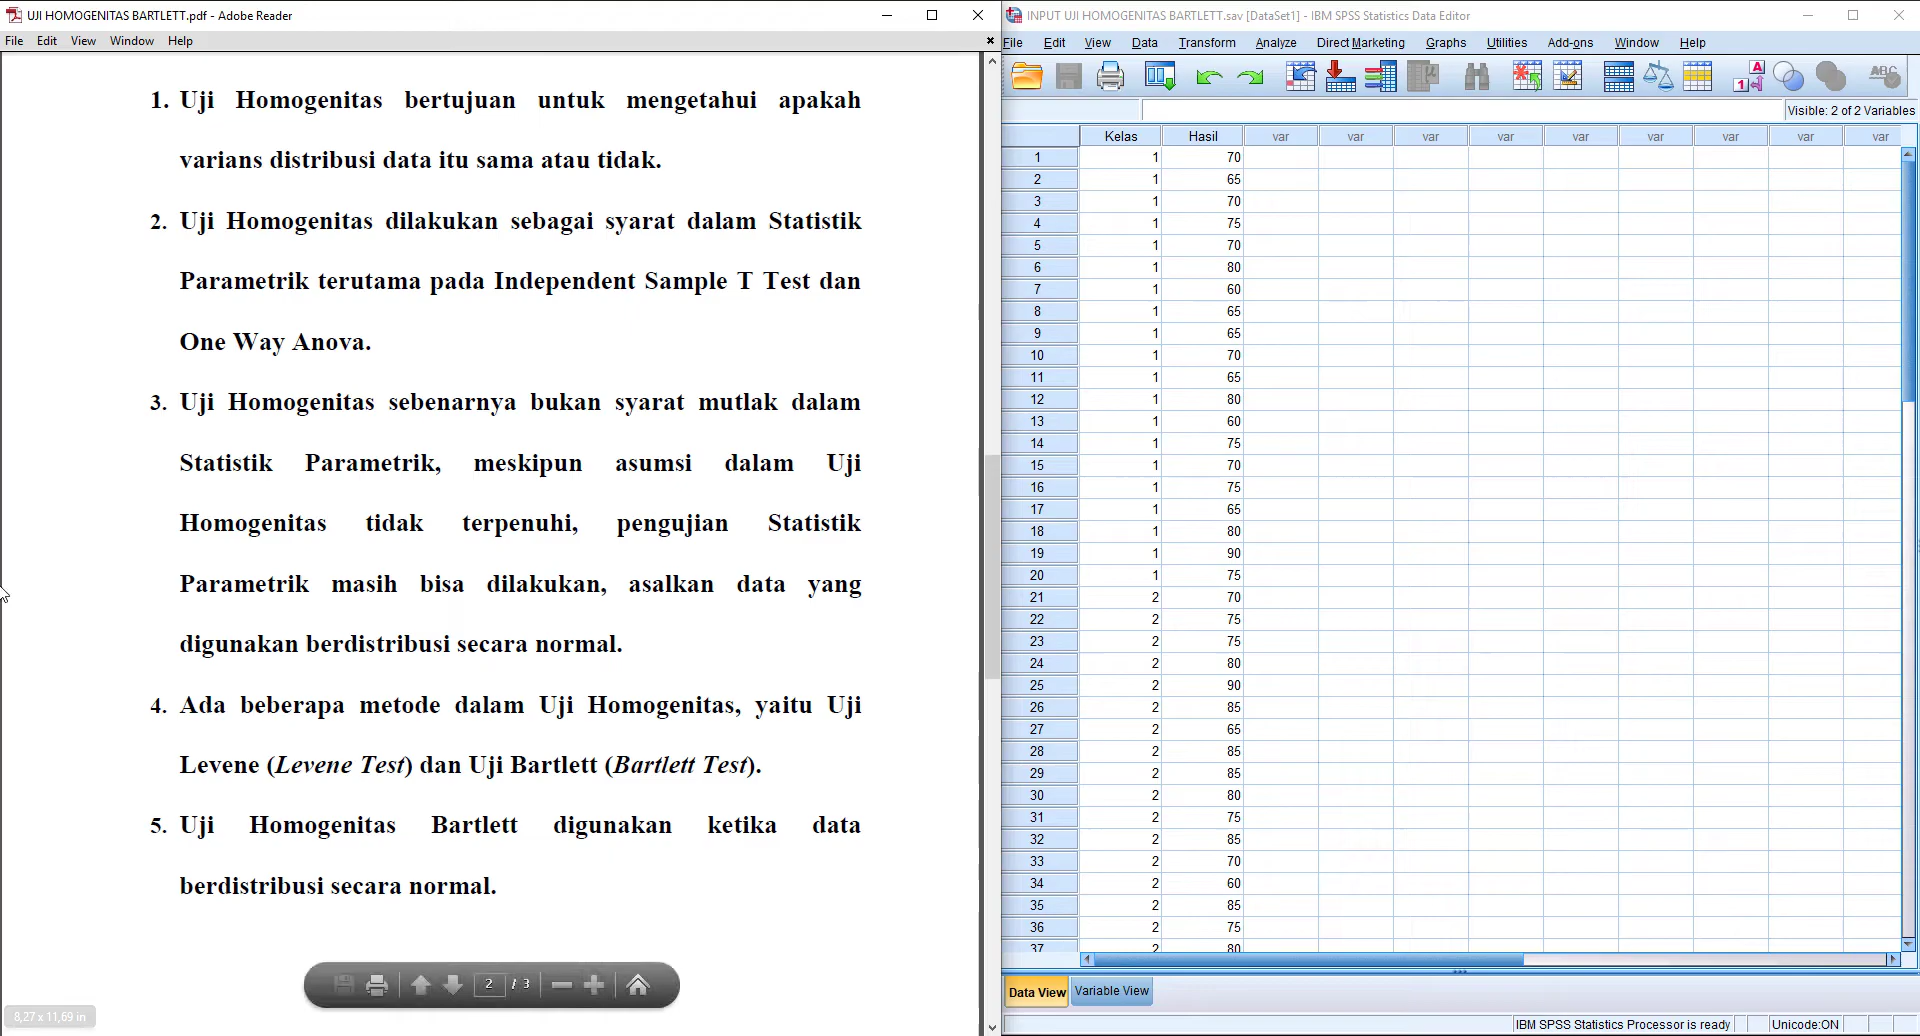 UJI HOMOGENITAS BARTLETT.pdf - Adobe Reader
File Edit View Window Help
1. Uji Homogenitas bertujuan untuk mengetahui apakah
varians distribusi data itu sama atau tidak.
2. Uji Homogenitas dilakukan sebagai syarat dalam Statistik
Parametrik terutama pada Independent Sample T Test dan
One Way Anova.
3. Uji Homogenitas sebenarnya bukan syarat mutlak dalam
Statistik Parametrik, meskipun asumsi dalam Uji
Homogenitas tidak terpenuhi, pengujian Statistik
Parametrik masih bisa dilakukan, asalkan data yang
digunakan berdistribusi secara normal.
4. Ada beberapa metode dalam Uji Homogenitas, yaitu Uji
Levene (Levene Test) dan Uji Bartlett (Bartlett Test).
5. Uji Homogenitas Bartlett digunakan ketika data
berdistribusi secara normal.
2 / 3
8,27 x 11,69 in
INPUT UJI HOMOGENITAS BARTLETT.sav [DataSet1] - IBM SPSS Statistics Data Editor
File Edit View Data Transform Analyze Direct Marketing Graphs Utilities Add-ons Window Help
Visible: 2 of 2 Variables
Kelas Hasil var var var var var var var var var
1 1 70
2 1 65
3 1 70
4 1 75
5 1 70
6 1 80
7 1 60
8 1 65
9 1 65
10 1 70
11 1 65
12 1 80
13 1 60
14 1 75
15 1 70
16 1 75
17 1 65
18 1 80
19 1 90
20 1 75
21 2 70
22 2 75
23 2 75
24 2 80
25 2 90
26 2 85
27 2 65
28 2 85
29 2 85
30 2 80
31 2 75
32 2 85
33 2 70
34 2 60
35 2 85
36 2 75
37 2 80
Data View Variable View
IBM SPSS Statistics Processor is ready Unicode:ON